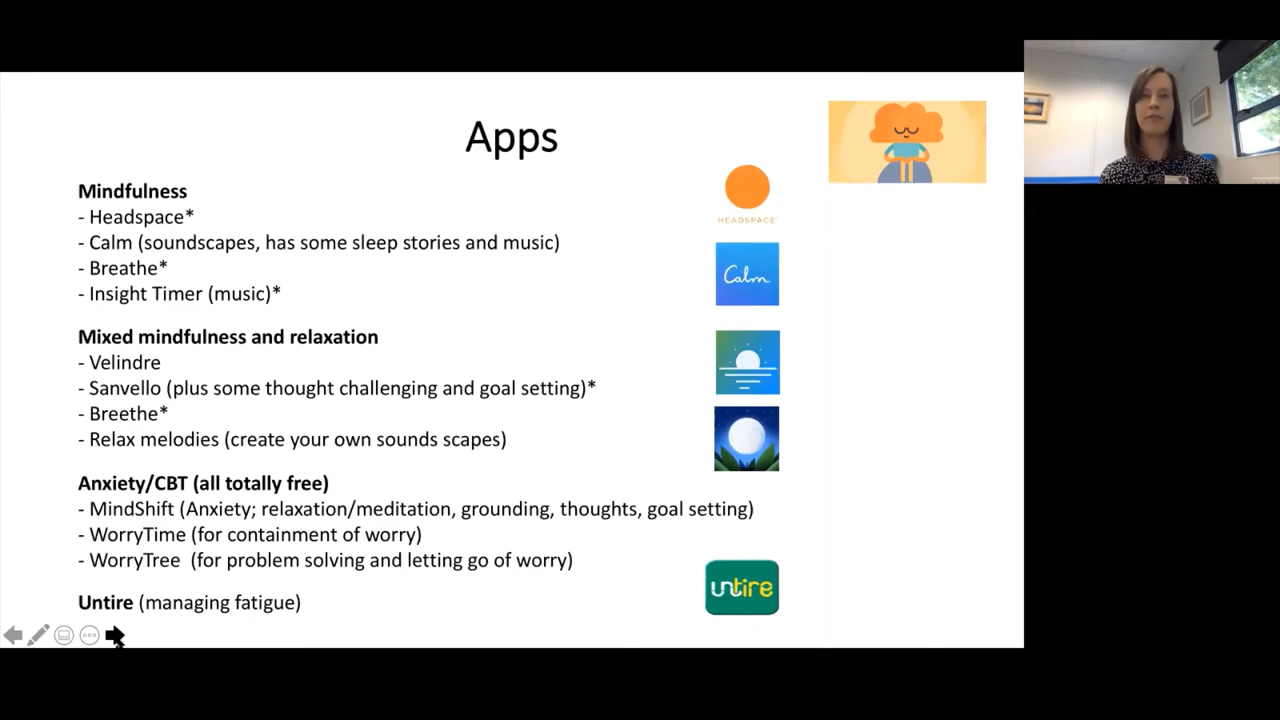 Apps
Mindfulness
- Headspace*
- Calm (soundscapes, has some sleep stories and music)
- Breathe*
- Insight Timer (music)*
HEADSPACE
Calm
Mixed mindfulness and relaxation
- Velindre
- Sanvello (plus some thought challenging and goal setting)*
- Breethe*
- Relax melodies (create your own sounds scapes)
Anxiety/CBT (all totally free)
- MindShift (Anxiety; relaxation/meditation, grounding, thoughts, goal setting)
- WorryTime (for containment of worry)
- WorryTree  (for problem solving and letting go of worry)
untire
Untire (managing fatigue)